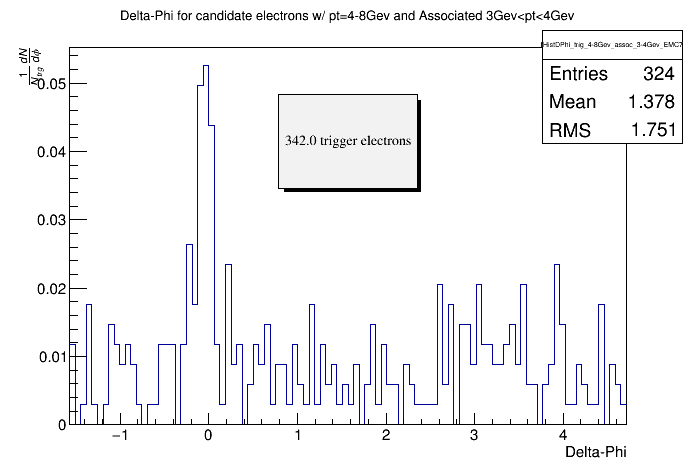 Delta-Phi for candidate electrons w/ pt=4-8Gev and Associated 3Gev<pt<4Gev
HistDPhi_trig_4-8Gev_assoc_3-4Gev_EMC7
Entries 324
Mean 1.378
RMS 1.751
1 dN
N_trg dϕ
342.0 trigger electrons
0.05
0.04
0.03
0.02
0.01
0
−1 0 1 2 3 4
Delta-Phi